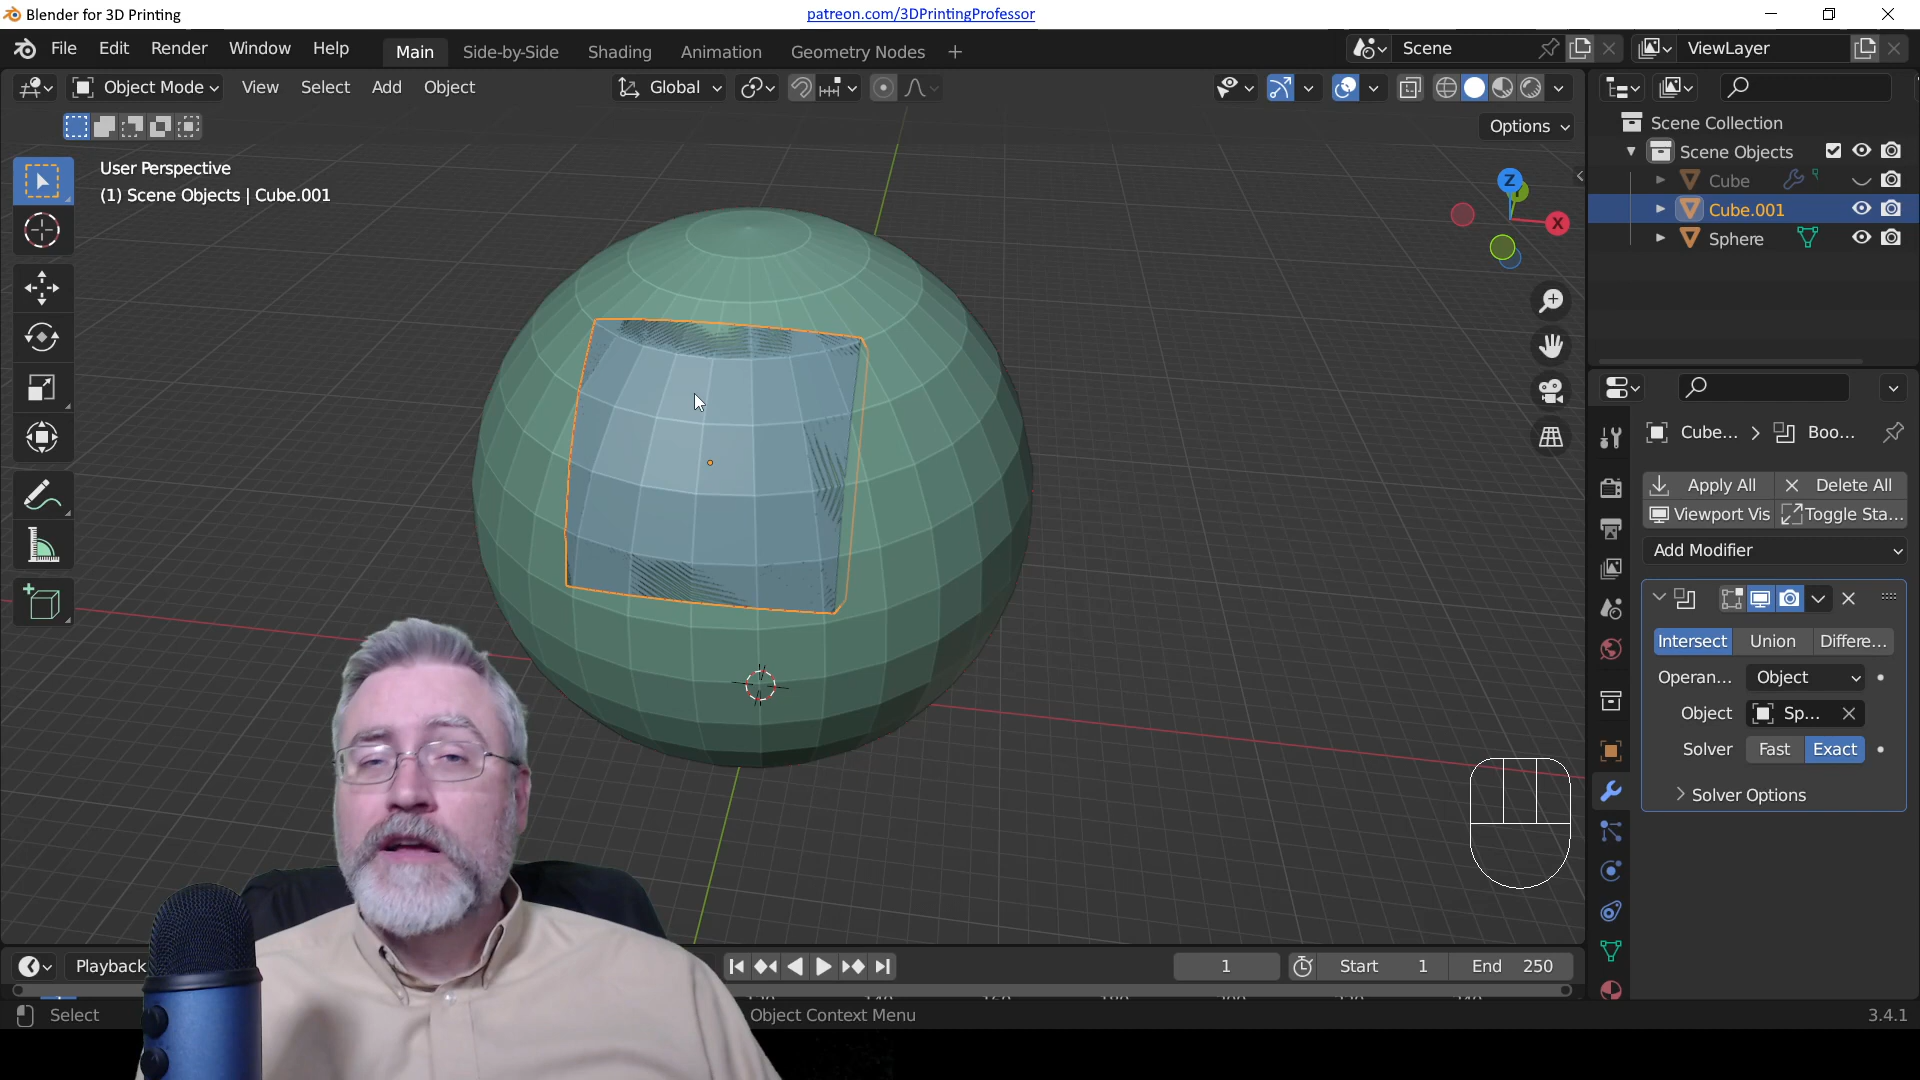 Blender for 3D Printing
patreon.com/3DPrintingProfessor
File Edit Render Window Help
Main Side-by-Side Shading Animation Geometry Nodes +
Scene
ViewLayer
Object Mode
View Select Add Object
Global
Options
User Perspective
(1) Scene Objects | Cube.001
Z
X
Scene Collection
Scene Objects
Cube
Cube.001
Sphere
Cube... > Boo...
Apply All
Delete All
Viewport Vis
Toggle Sta...
Add Modifier
Intersect Union Differe...
Operan... Object
Object Sp...
Solver Fast Exact
Solver Options
Playback
1
Start 1
End 250
Select
Object Context Menu
3.4.1